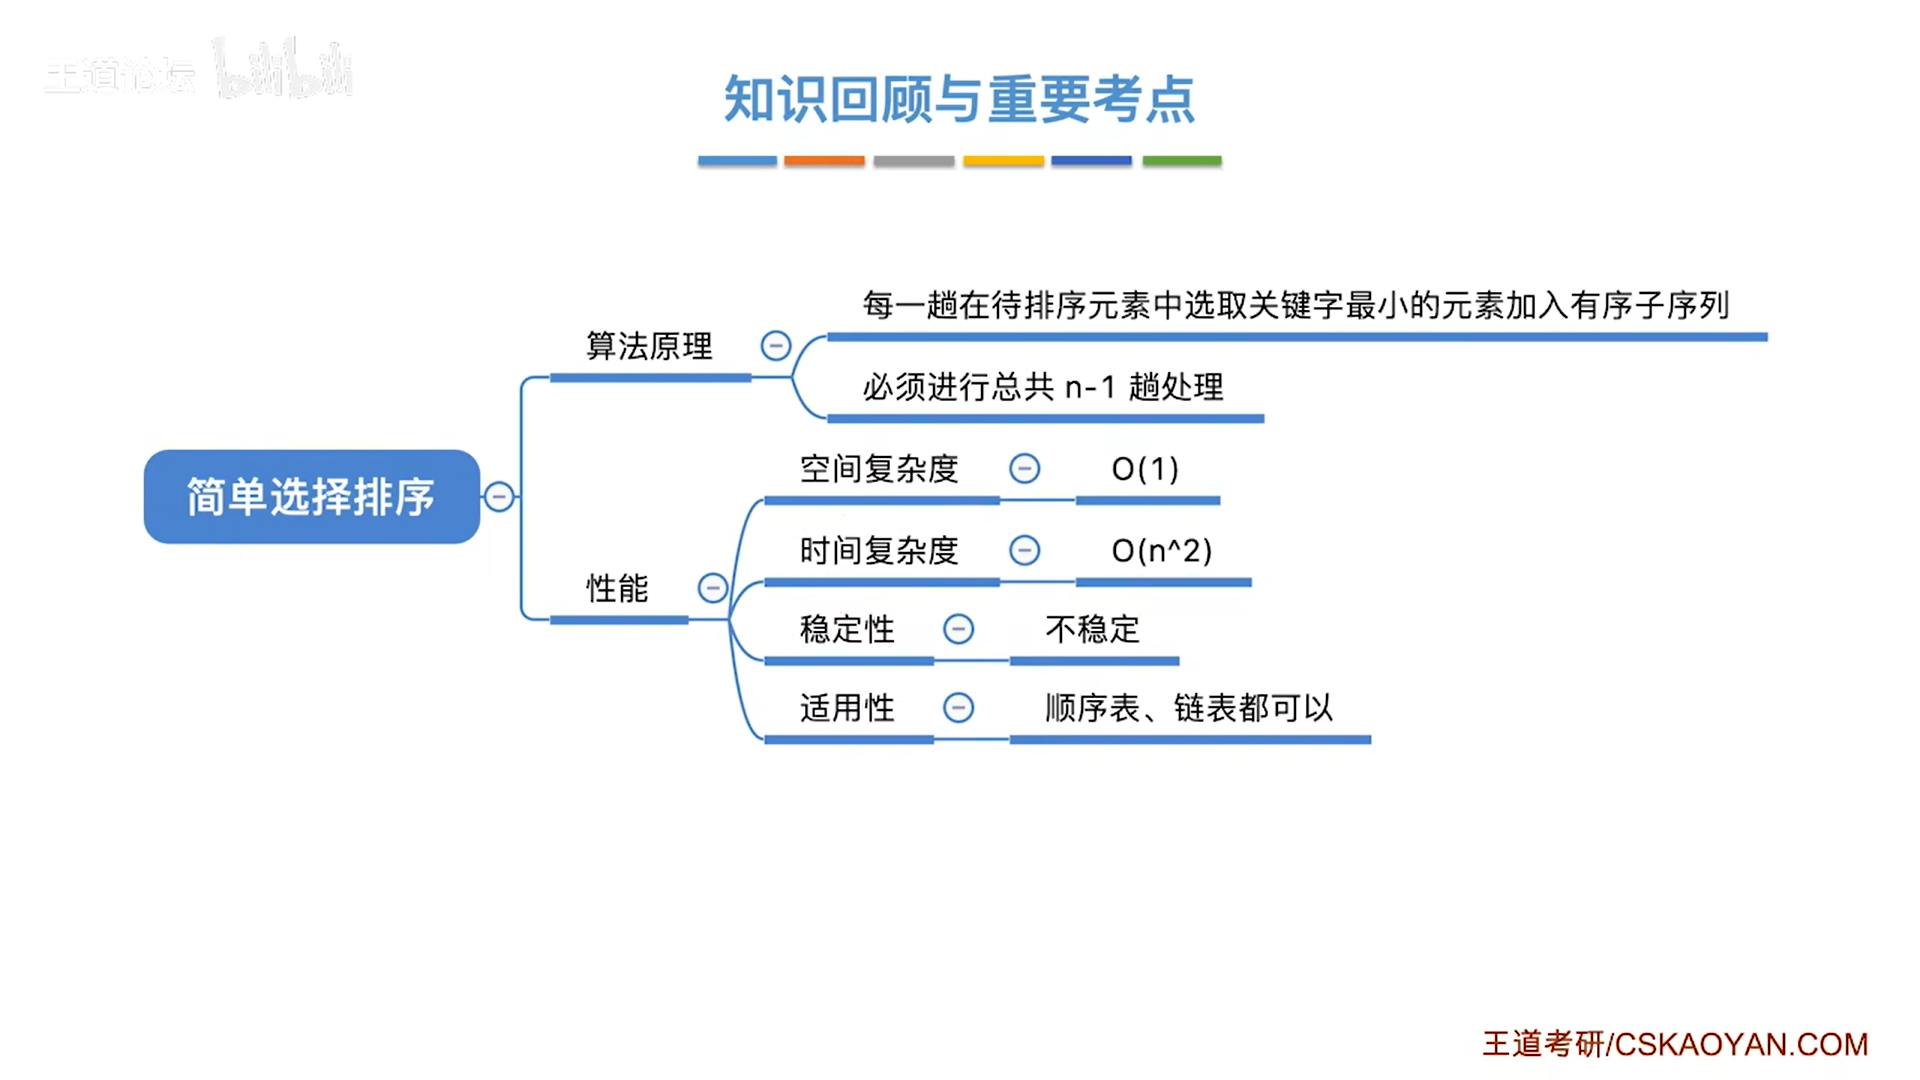 王道论坛 bilibili
知识回顾与重要考点
每一趟在待排序元素中选取关键字最小的元素加入有序子序列
算法原理
必须进行总共 n-1 趟处理
空间复杂度 O(1)
简单选择排序
时间复杂度 O(n^2)
性能
稳定性 不稳定
适用性 顺序表、链表都可以
王道考研/CSKAOYAN.COM